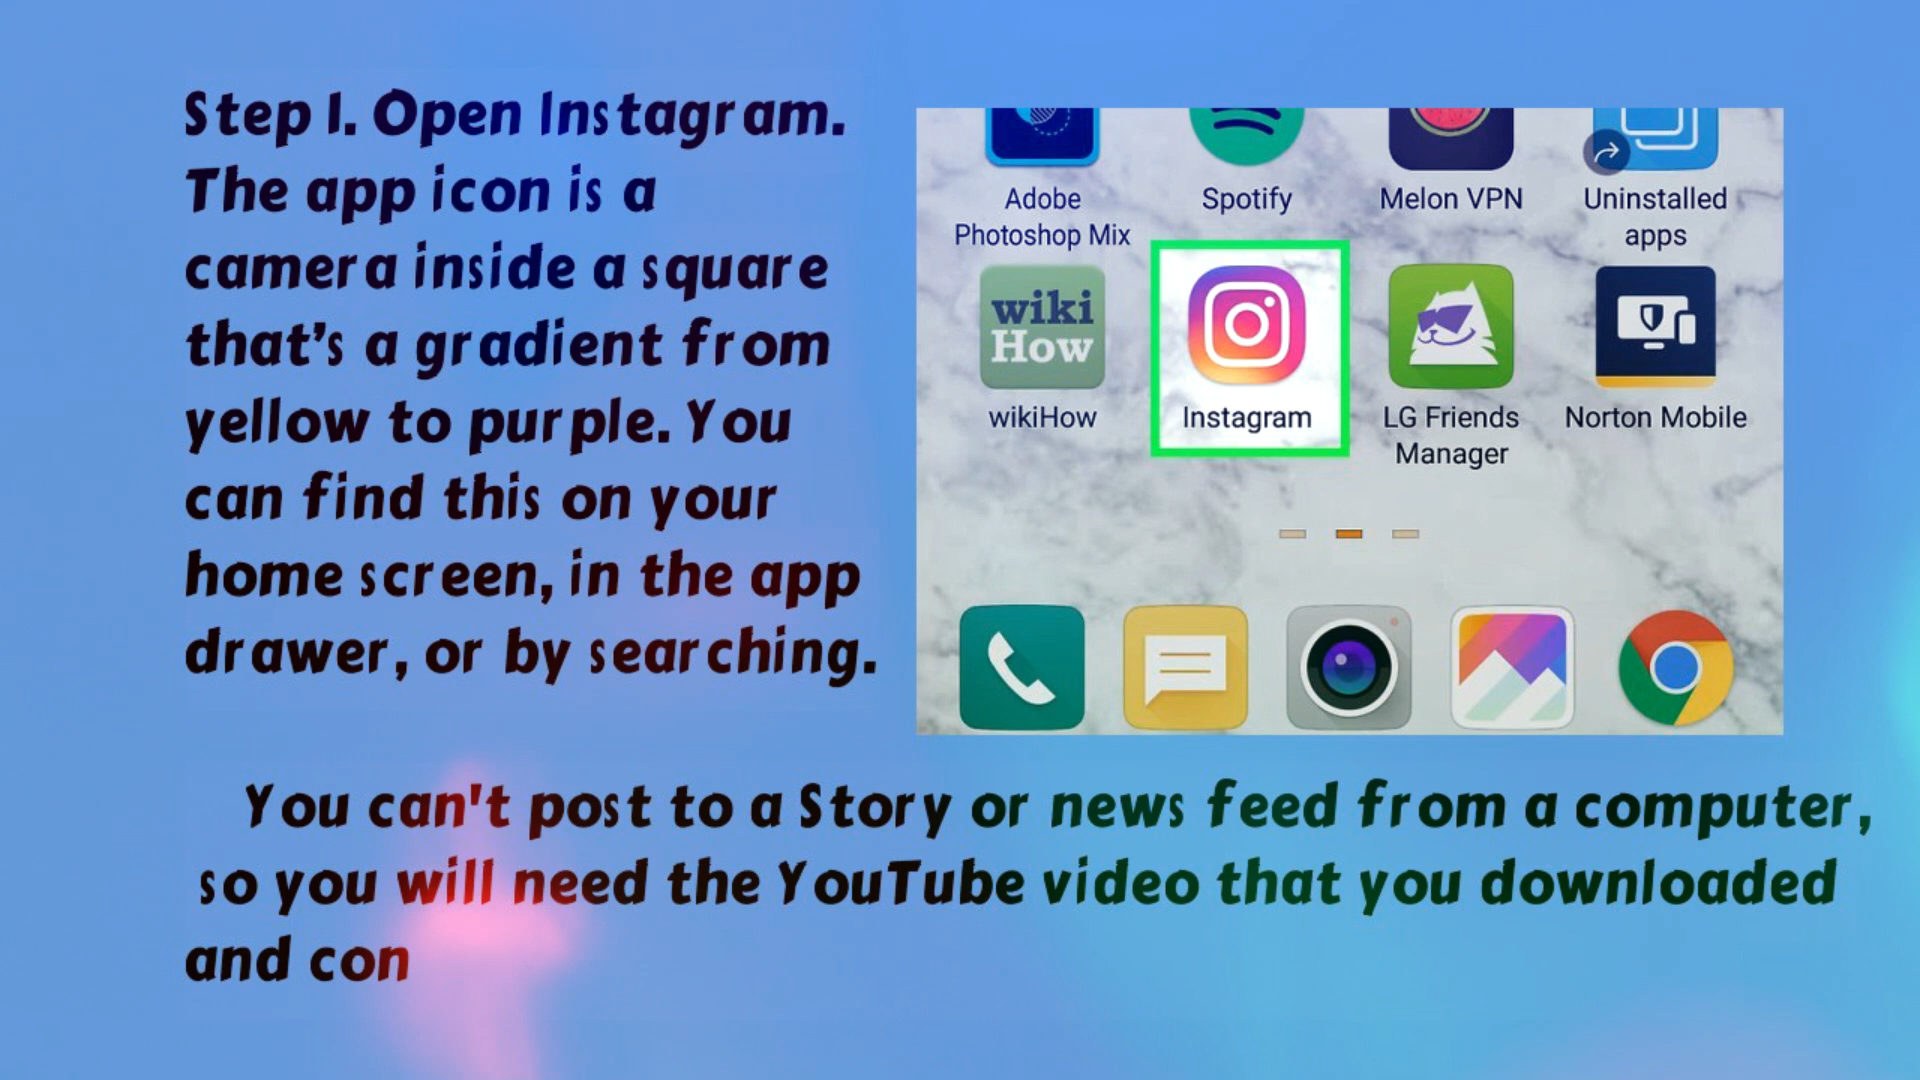 Step 1. Open Instagram.
The app icon is a
camera inside a square
that's a gradient from
yellow to purple. You
can find this on your
home screen, in the app
drawer, or by searching.
Adobe
Photoshop Mix
Spotify
Melon VPN
Uninstalled
apps
wiki
How
wikiHow
Instagram
LG Friends
Manager
Norton Mobile
You can't post to a Story or news feed from a computer,
so you will need the YouTube video that you downloaded
and con